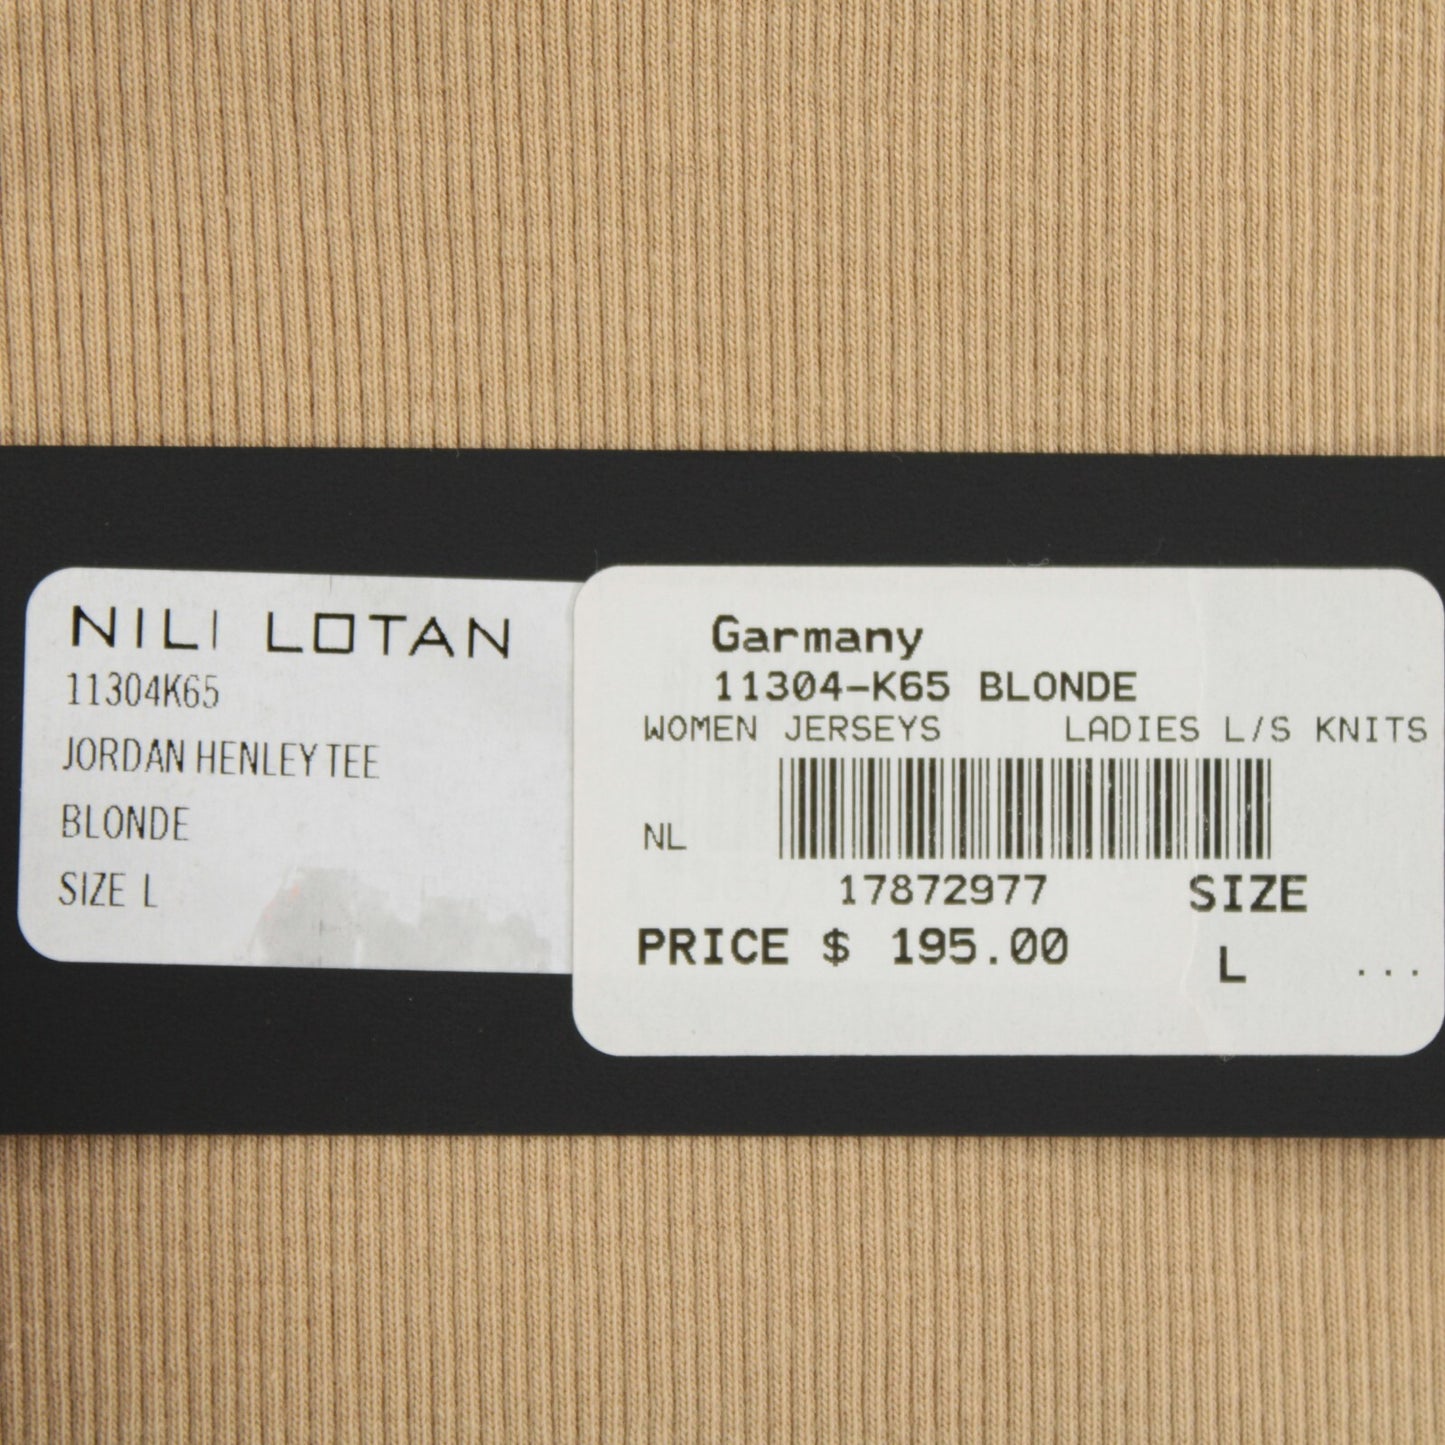 NILI LOTAN
11304K65
JORDAN HENLEY TEE
BLONDE
SIZE L
Garmany
11304-K65 BLONDE
WOMEN JERSEYS LADIES L/S KNITS
NL
17872977 SIZE
PRICE $ 195.00
L ...